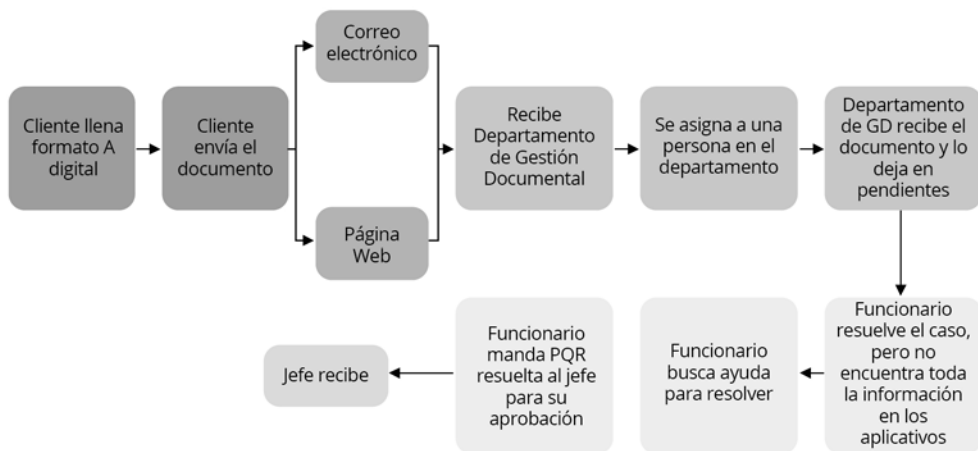 Cliente llena
formato A
digital
Cliente
envía el
documento
Correo
electrónico
Página
Web
Recibe
Departamento
de Gestión
Documental
Se asigna a una
persona en el
departamento
Departamento
de GD recibe el
documento y lo
deja en
pendientes
Funcionario
resuelve el caso,
pero no
encuentra toda
la información
en los
aplicativos
Funcionario
busca ayuda
para resolver
Funcionario
manda PQR
resuelta al jefe
para su
aprobación
Jefe recibe